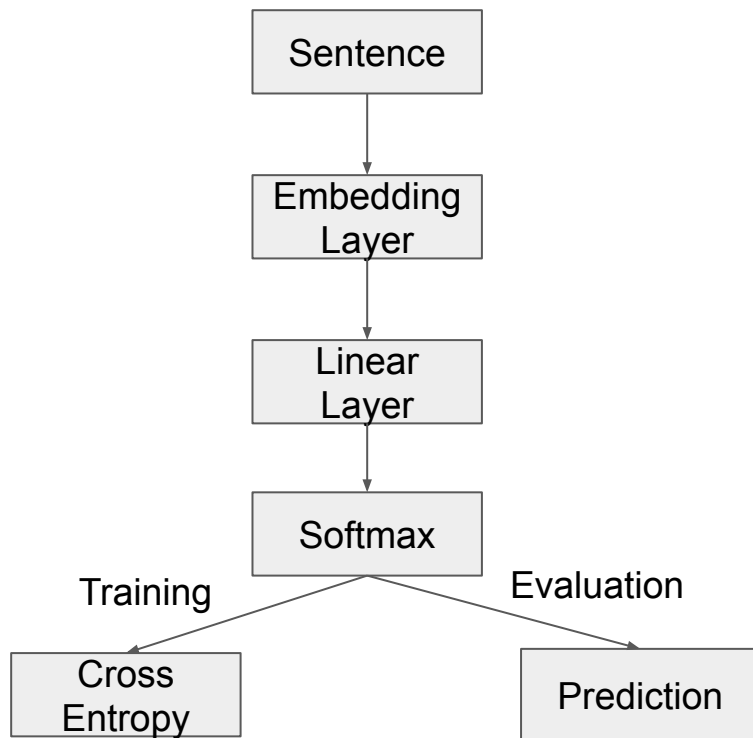 Sentence
Embedding
Layer
Linear
Layer
Softmax
Training
Evaluation
Cross
Entropy
Prediction